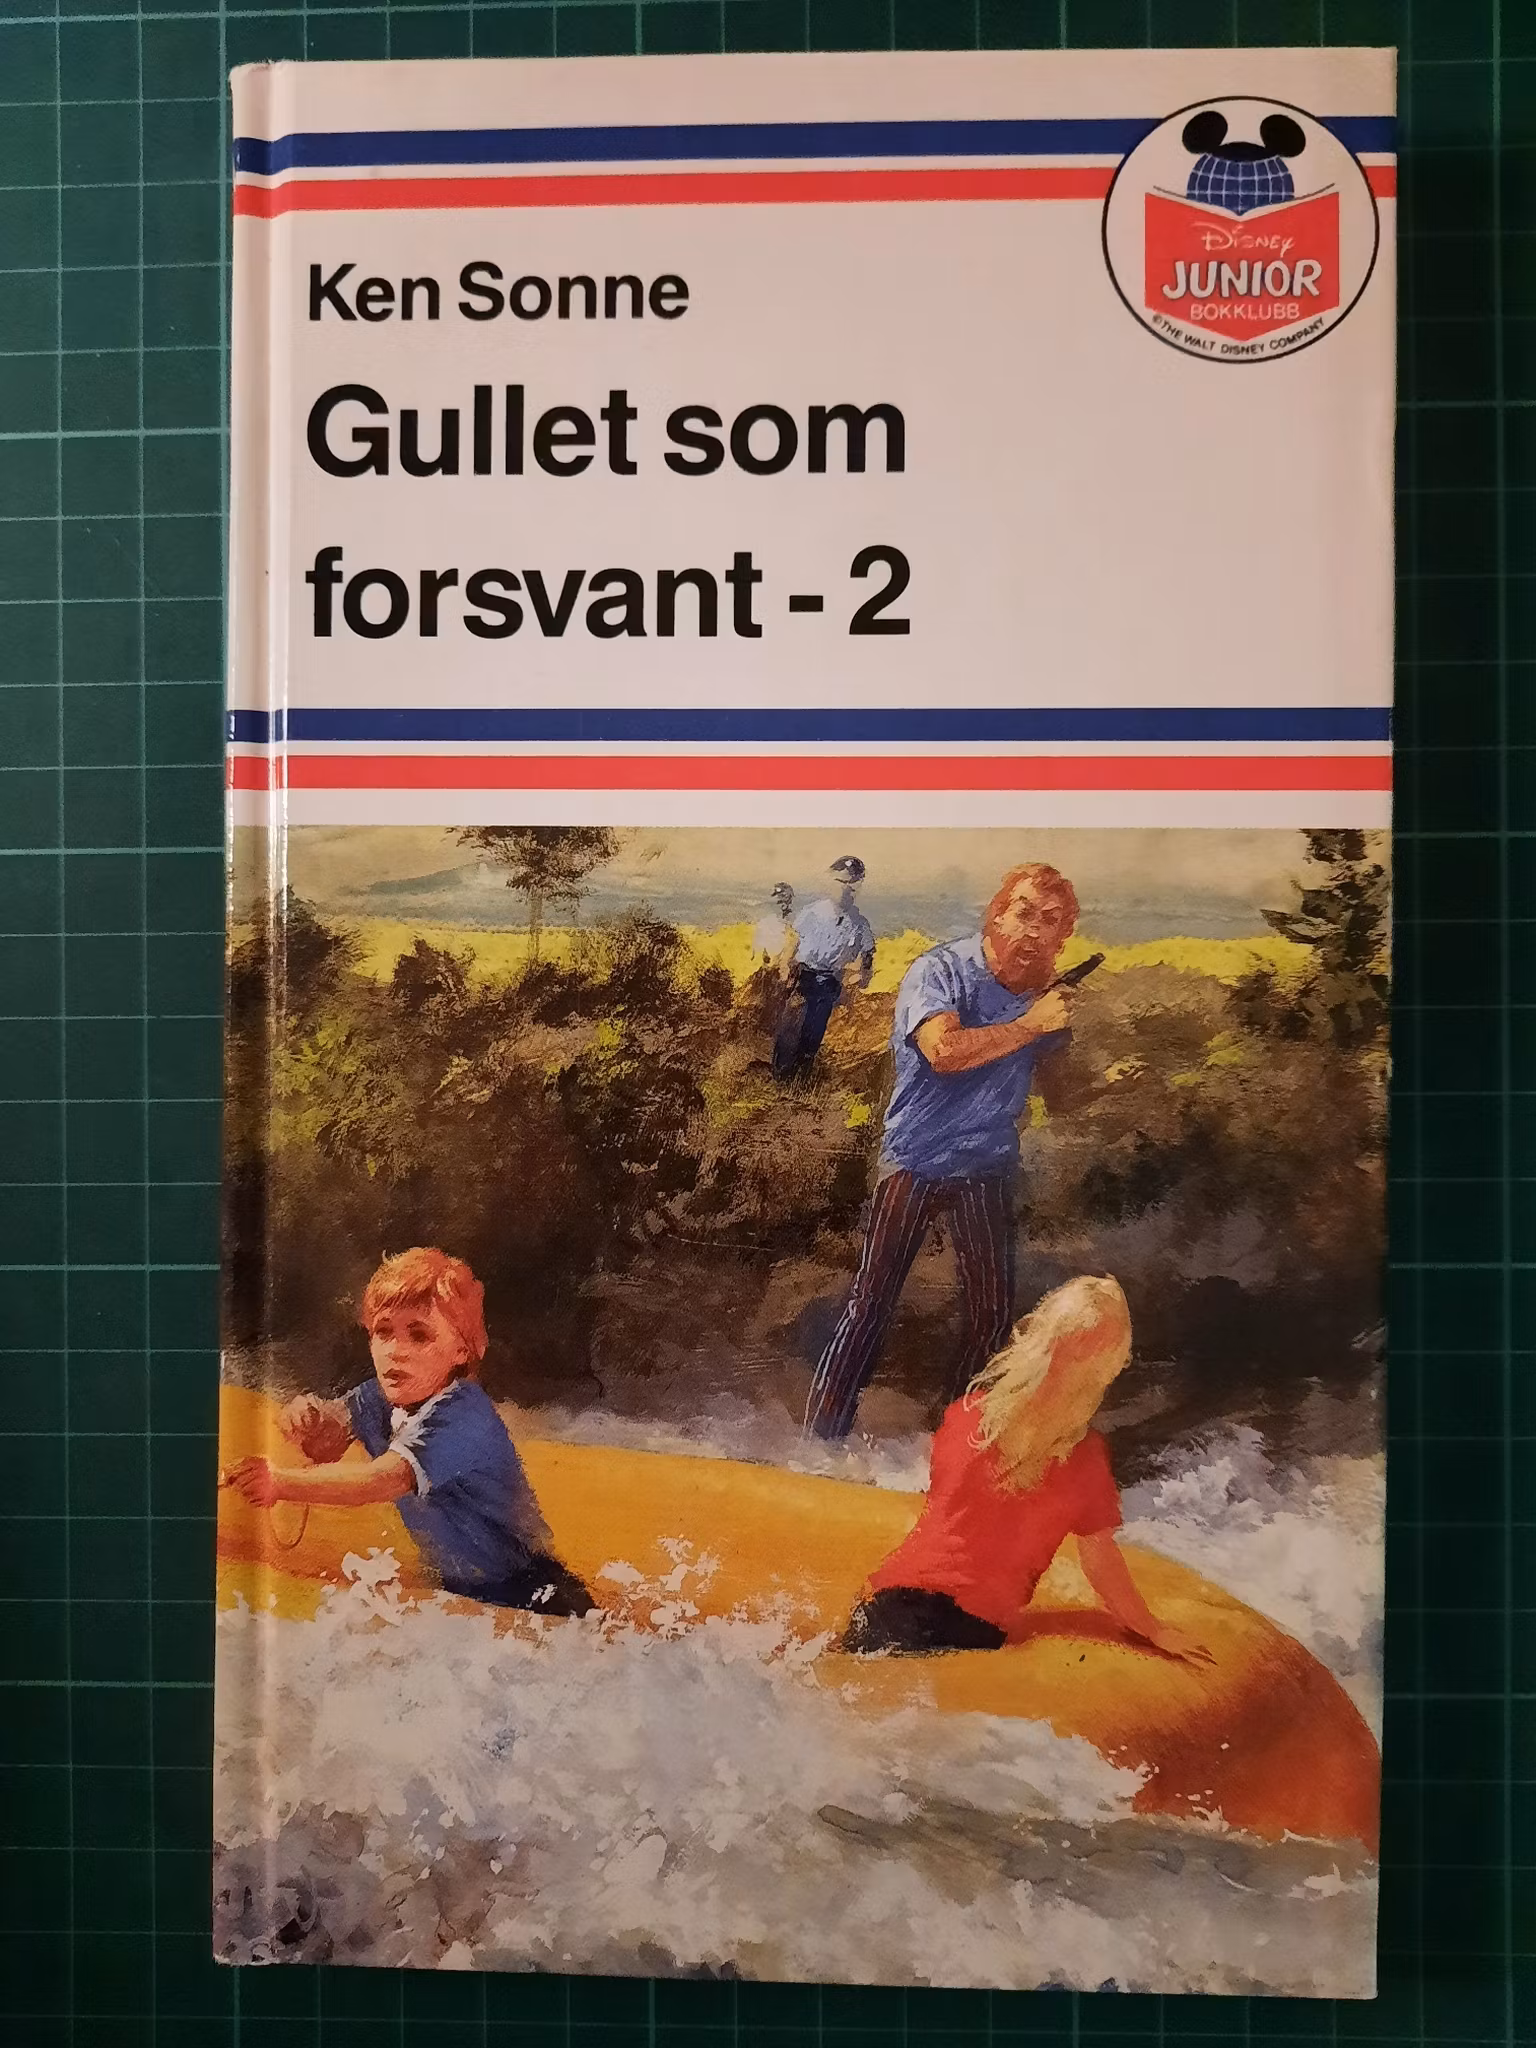 Disney
JUNIOR
BOKKLUBB
©THE WALT DISNEY COMPANY
Ken Sonne
Gullet som
forsvant - 2